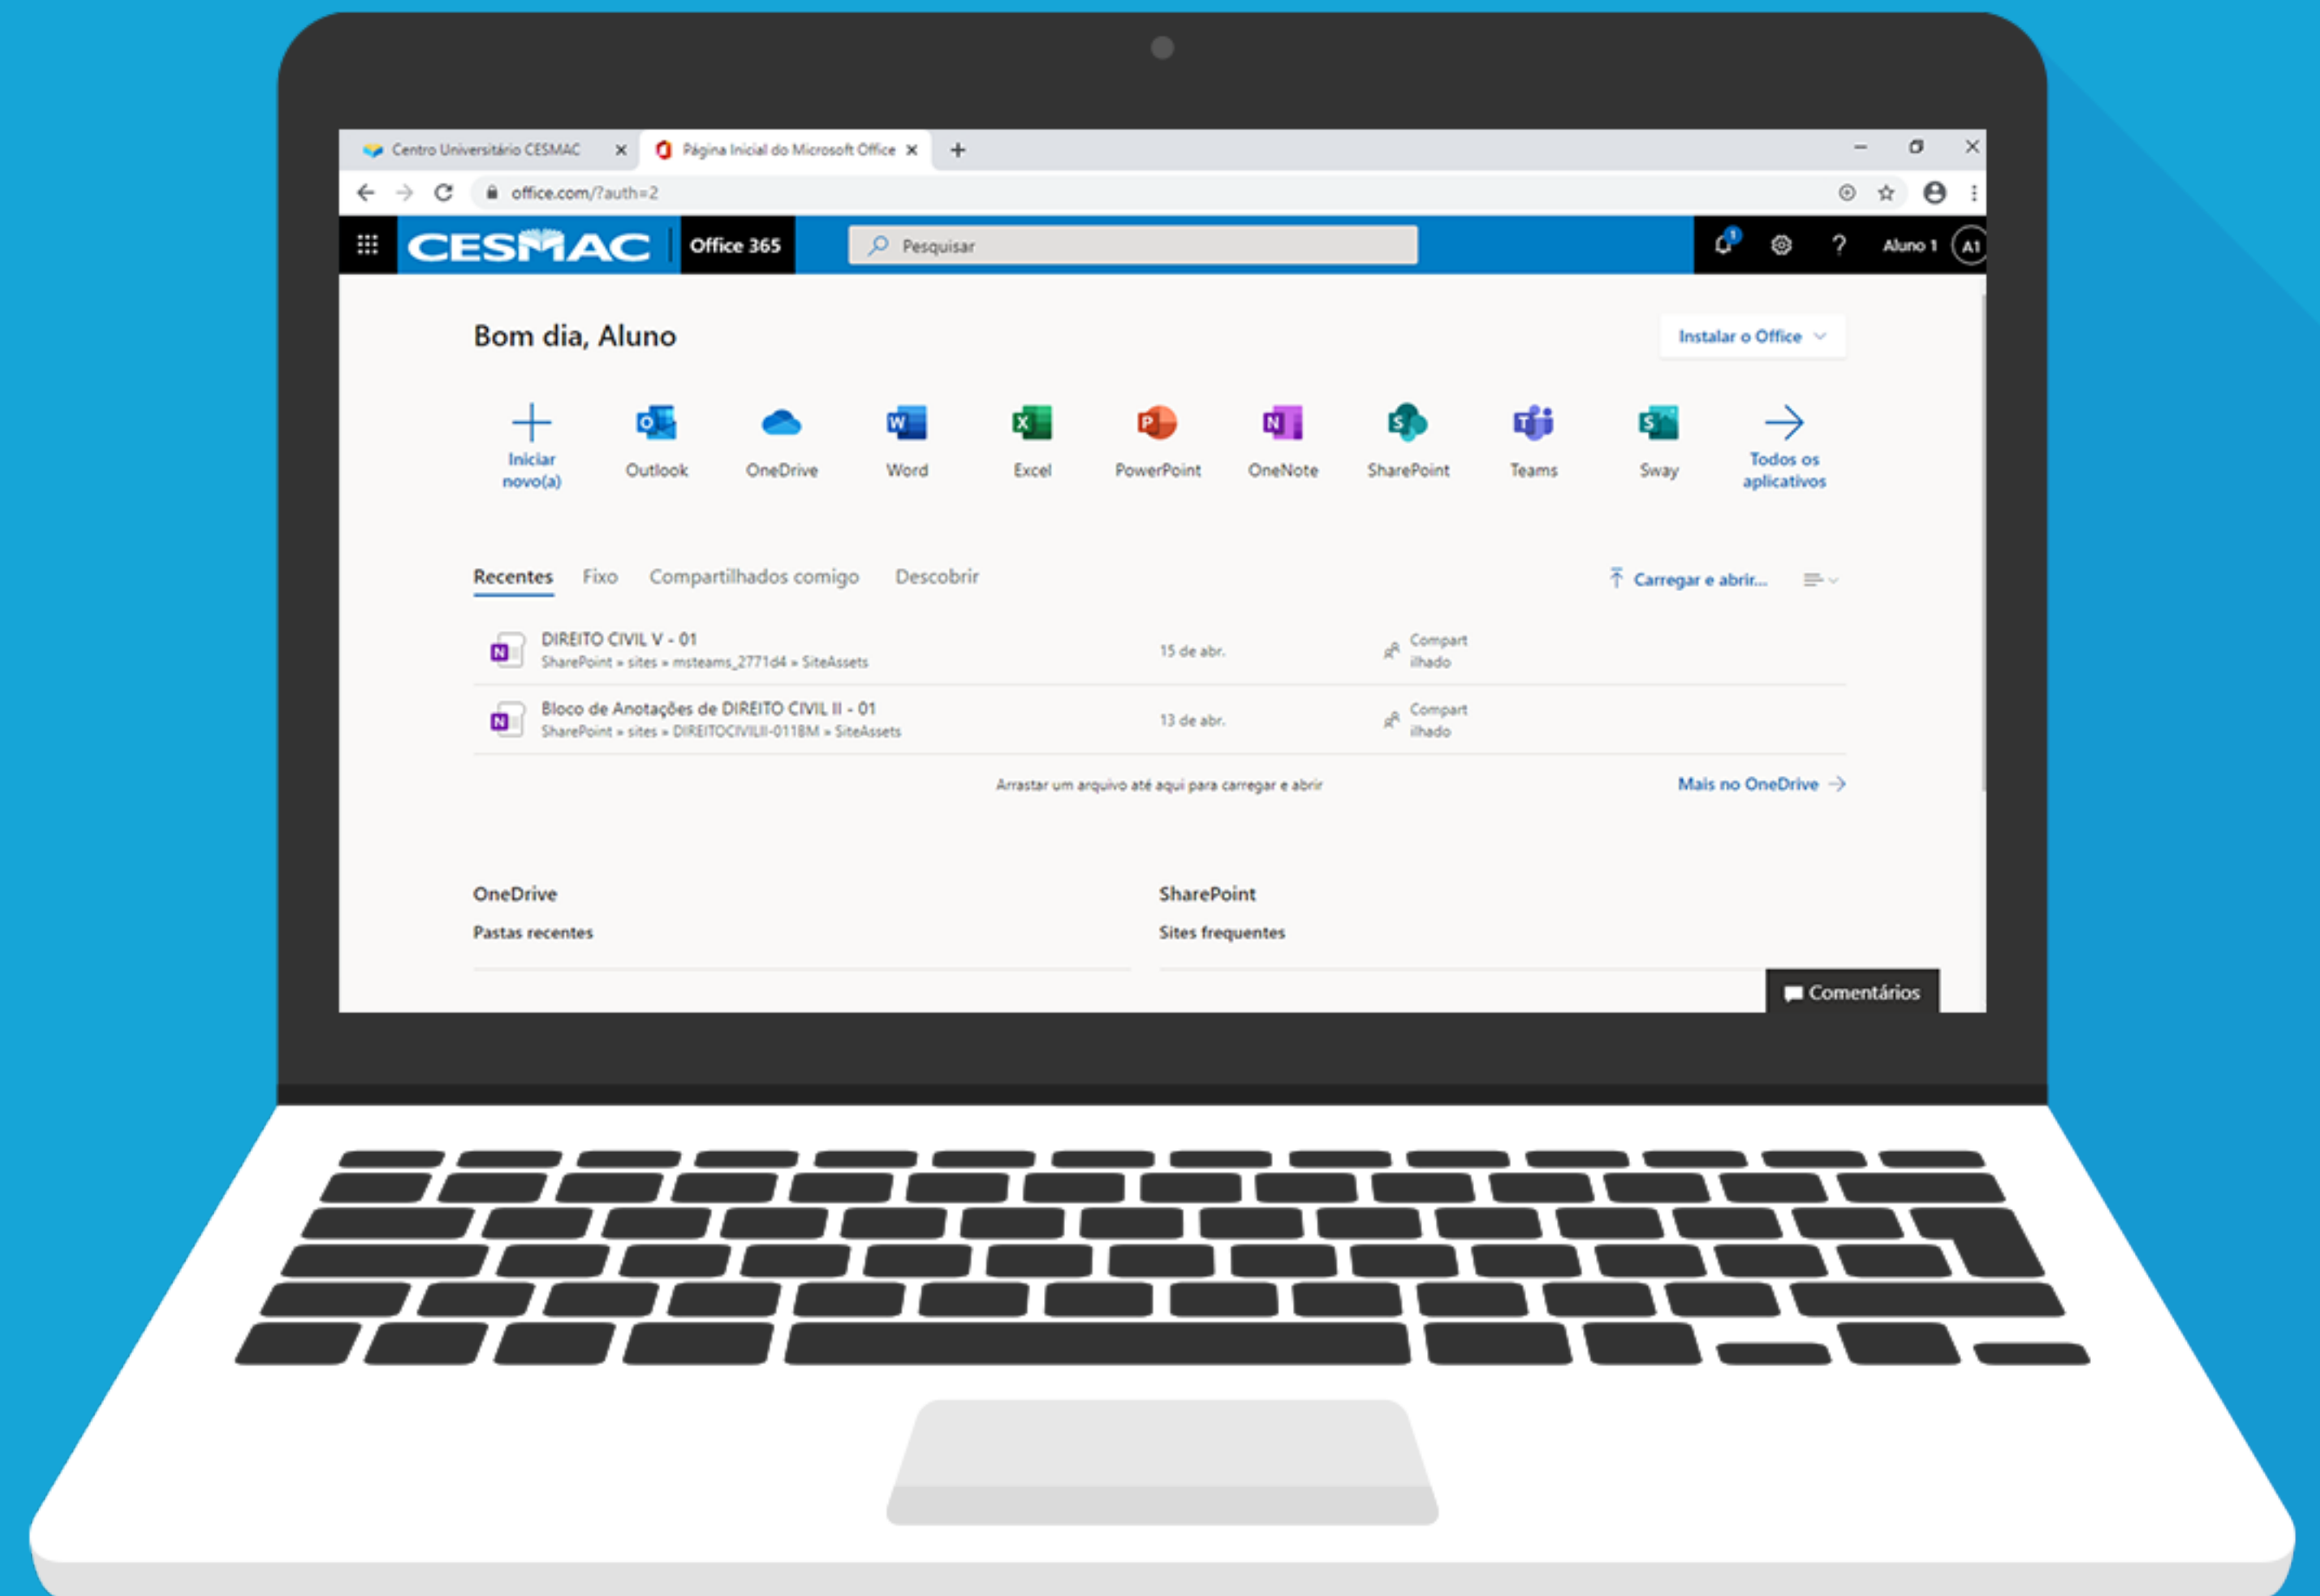 Centro Universitário CESMAC
Página Inicial do Microsoft Office
office.com/?auth=2
CESMAC
Office 365
Pesquisar
1
?
Aluno 1
A1
Bom dia, Aluno
Instalar o Office
Iniciar
novo(a)
Outlook
OneDrive
Word
Excel
PowerPoint
OneNote
SharePoint
Teams
Sway
Todos os
aplicativos
Recentes
Fixo
Compartilhados comigo
Descobrir
Carregar e abrir...
DIREITO CIVIL V - 01
SharePoint » sites » msteams_2771d4 » SiteAssets
15 de abr.
Compart
ilhado
Bloco de Anotações de DIREITO CIVIL II - 01
SharePoint » sites » DIREITOCIVILII-011BM » SiteAssets
13 de abr.
Compart
ilhado
Arrastar um arquivo até aqui para carregar e abrir
Mais no OneDrive
OneDrive
SharePoint
Pastas recentes
Sites frequentes
Comentários